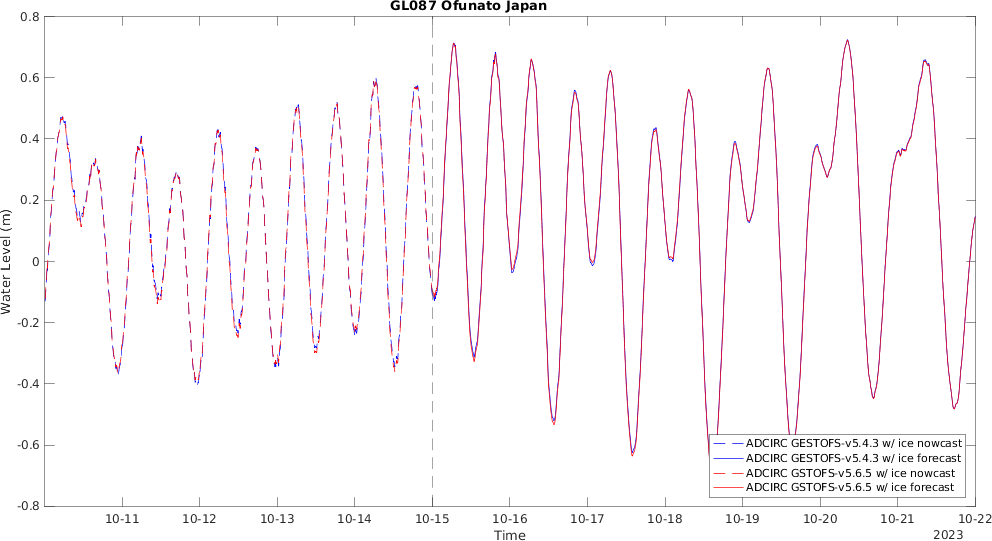 GL087 Ofunato Japan
0.8
0.6
0.4
0.2
0
-0.2
-0.4
-0.6
-0.8
Water Level (m)
ADCIRC GESTOFS-v5.4.3 w/ ice nowcast
ADCIRC GESTOFS-v5.4.3 w/ ice forecast
ADCIRC GSTOFS-v5.6.5 w/ ice nowcast
ADCIRC GSTOFS-v5.6.5 w/ ice forecast
10-11 10-12 10-13 10-14 10-15 10-16 10-17 10-18 10-19 10-20 10-21 10-22
Time
2023